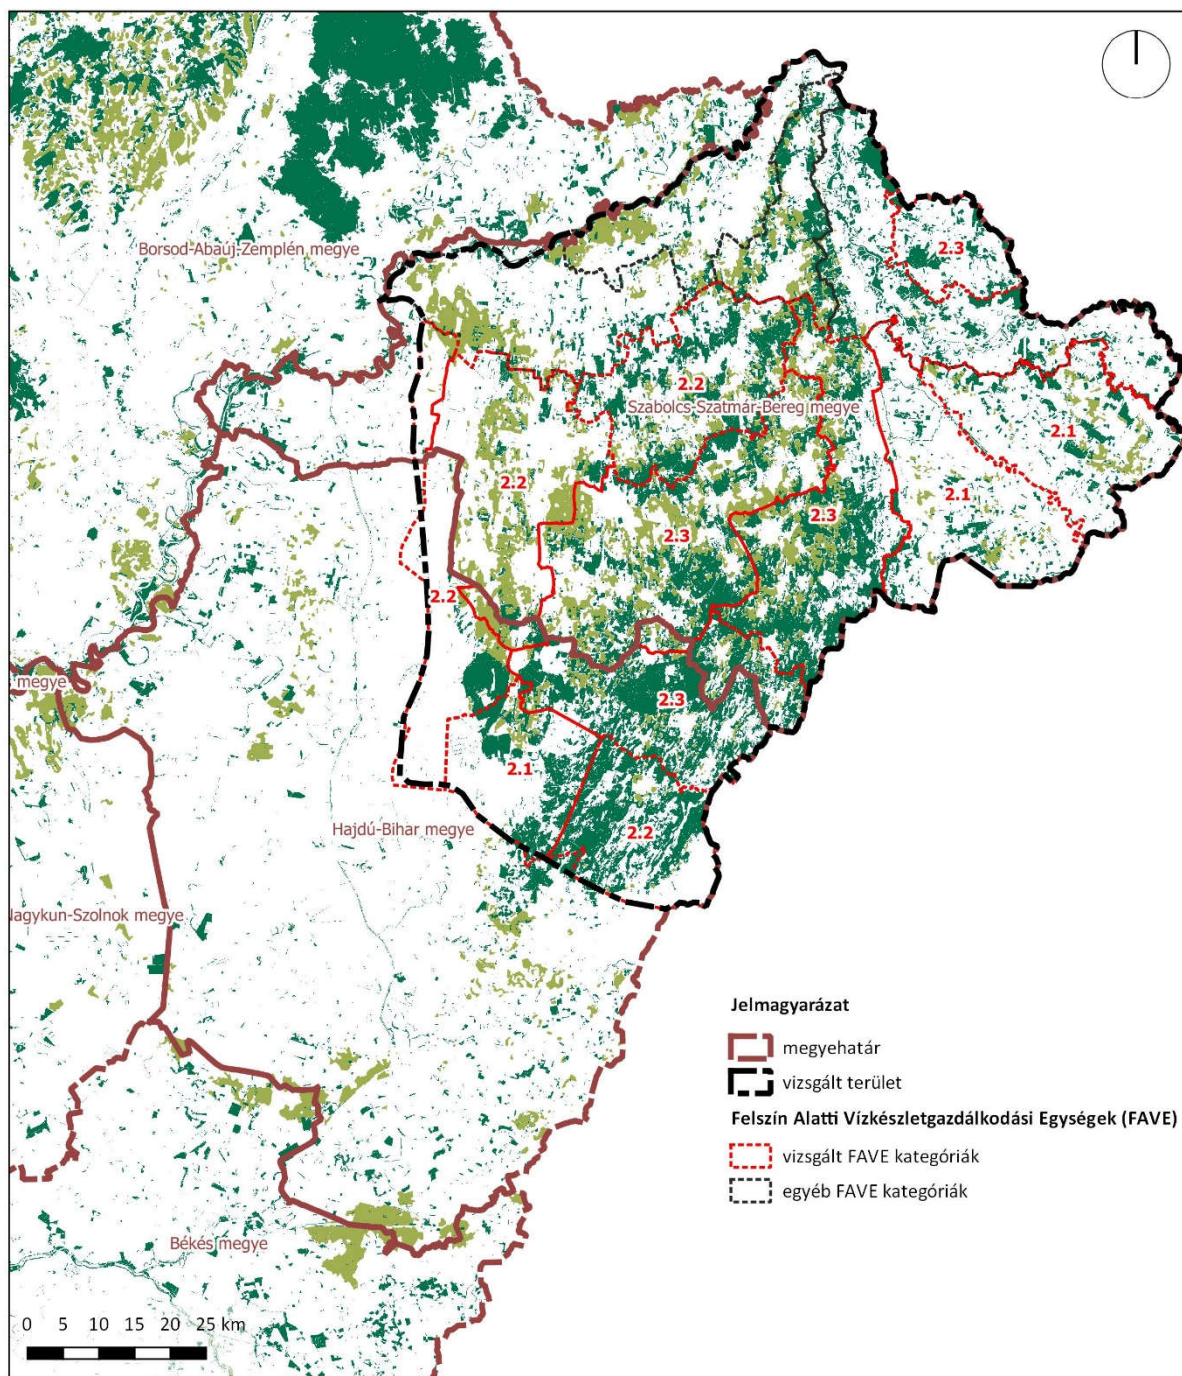 Borsod-Abaúj-Zemplén megye
2.3
2.2
Szabolcs-Szatmár-Bereg megye
2.1
2.2
2.1
2.3
2.3
2.2
megye
2.3
2.1
Hajdú-Bihar megye
2.2
Nagykun-Szolnok megye
Békés megye
Jelmagyarázat
megyehatár
vizsgált terület
Felszín Alatti Vízkészletgazdálkodási Egységek (FAVE)
vizsgált FAVE kategóriák
egyéb FAVE kategóriák
0 5 10 15 20 25 km